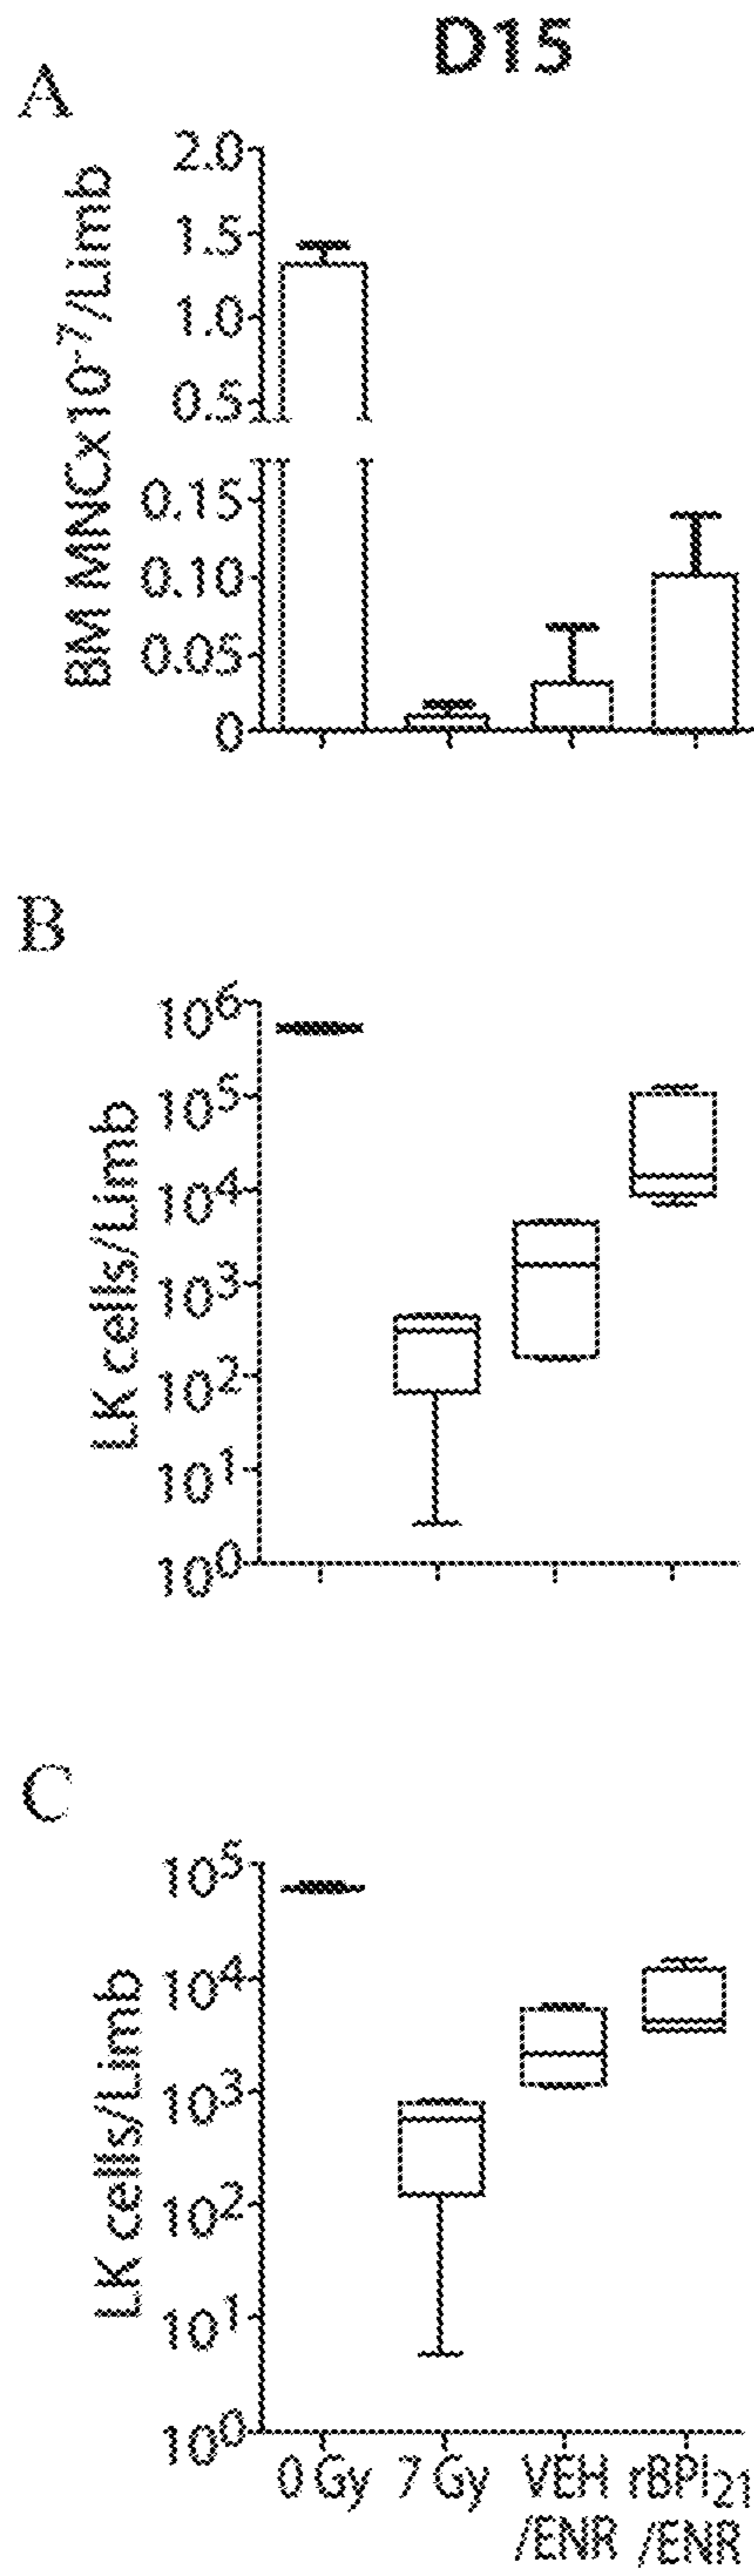 D15
A
BM MNCx10⁻⁷/Limb
2.0
1.5
1.0
0.5
0.15
0.10
0.05
0
B
LK cells/Limb
10⁶
10⁵
10⁴
10³
10²
10¹
10⁰
C
LK cells/Limb
10⁵
10⁴
10³
10²
10¹
10⁰
0 Gy 7 Gy VEH /ENR rBPI₂₁ /ENR